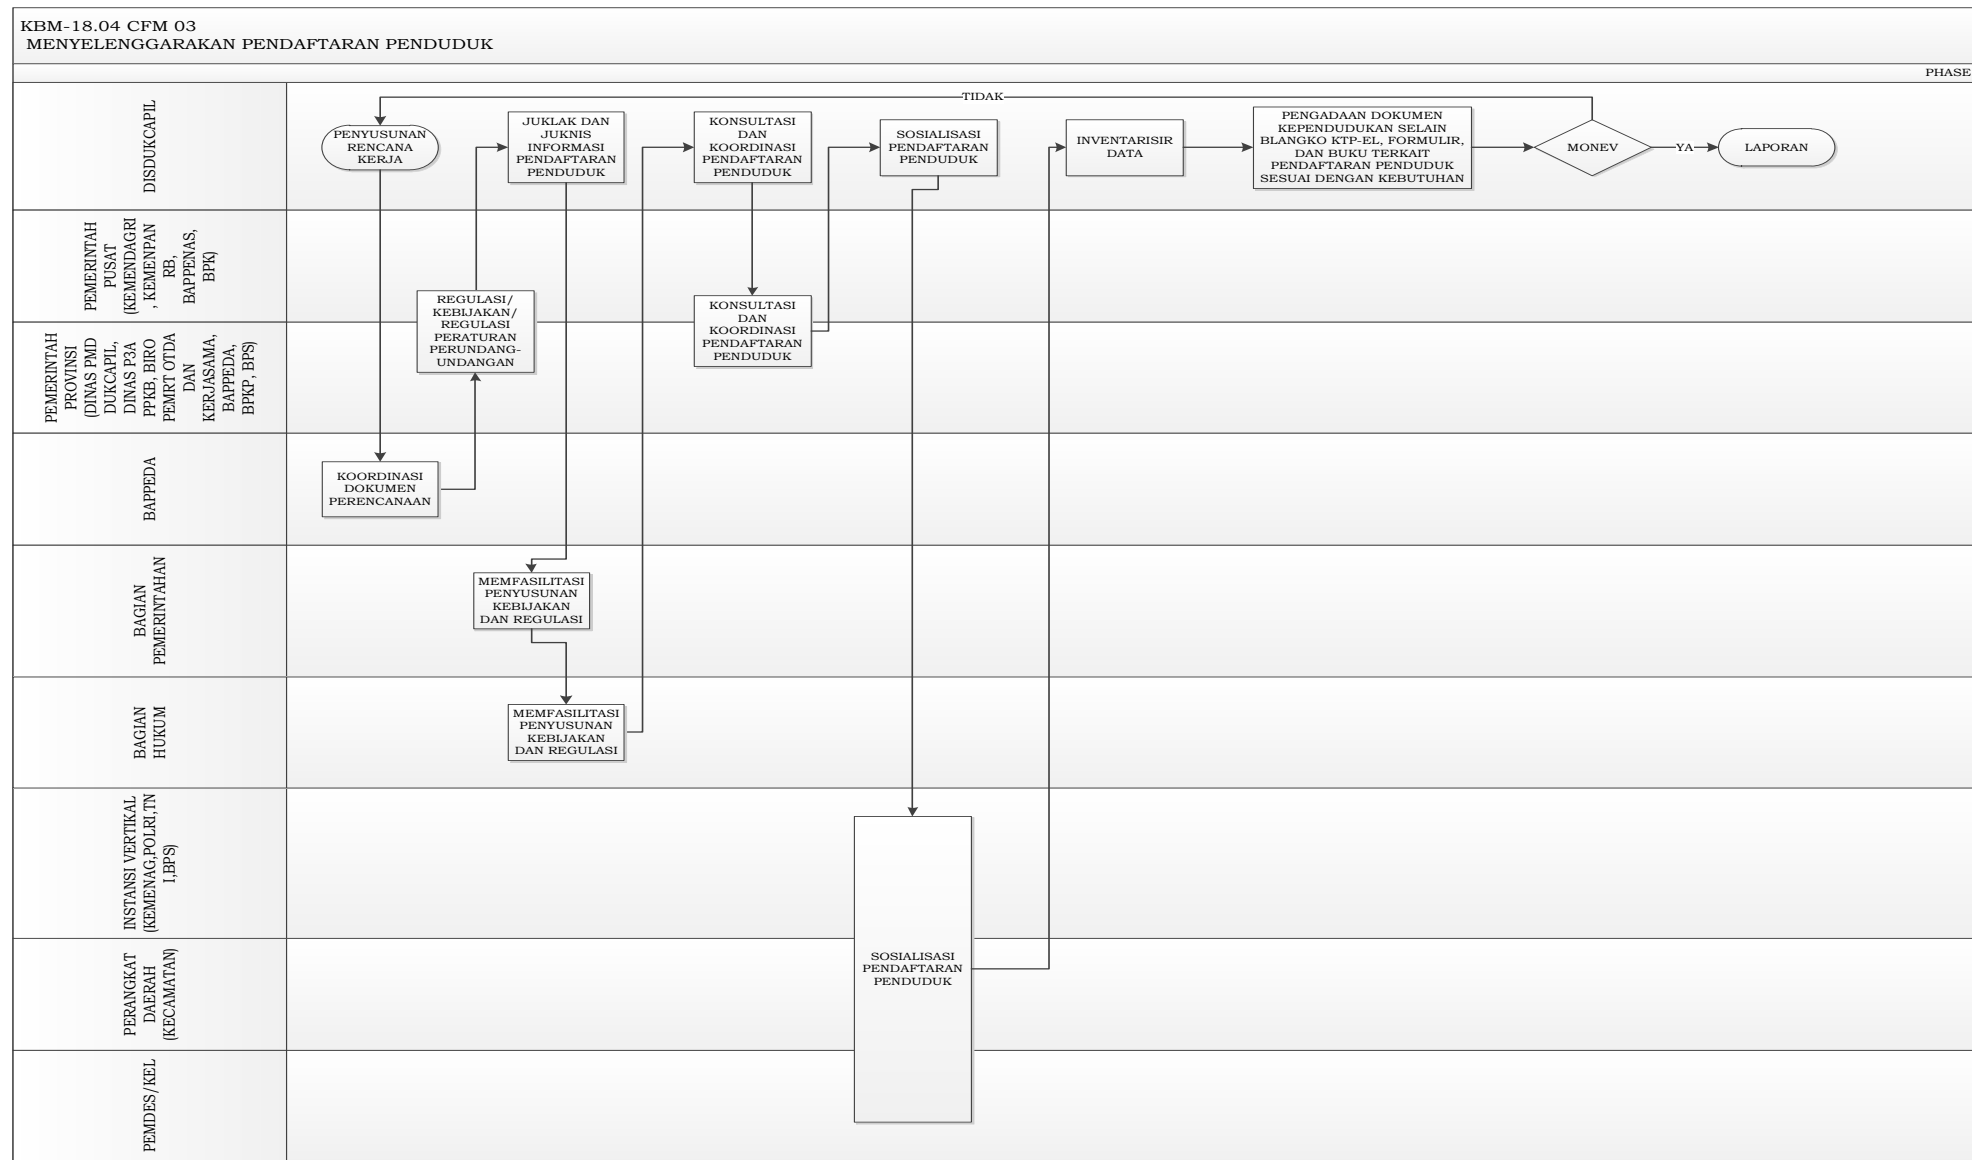 KBM-18.04 CFM 03
MENYELENGGARAKAN PENDAFTARAN PENDUDUK
PHASE
DISDUKCAPIL
TIDAK
PENYUSUNAN
RENCANA
KERJA
JUKLAK DAN
JUKNIS
INFORMASI
PENDAFTARAN
PENDUDUK
KONSULTASI
DAN
KOORDINASI
PENDAFTARAN
PENDUDUK
SOSIALISASI
PENDAFTARAN
PENDUDUK
INVENTARISIR
DATA
PENGADAAN DOKUMEN
KEPENDUDUKAN SELAIN
BLANGKO KTP-EL, FORMULIR,
DAN BUKU TERKAIT
PENDAFTARAN PENDUDUK
SESUAI DENGAN KEBUTUHAN
MONEV
YA
LAPORAN
PEMERINTAH
PUSAT
(KEMENDAGRI
, KEMENPAN
RB,
BAPPENAS,
BPK)
REGULASI/
KEBIJAKAN/
REGULASI
PERATURAN
PERUNDANG-
UNDANGAN
KONSULTASI
DAN
KOORDINASI
PENDAFTARAN
PENDUDUK
PEMERINTAH
PROVINSI
(DINAS PMD
DUKCAPIL,
DINAS P3A
PPKB, BIRO
PEMRT OTDA
DAN
KERJASAMA,
BAPPEDA,
BPKP, BPS)
BAPPEDA
KOORDINASI
DOKUMEN
PERENCANAAN
BAGIAN
PEMERINTAHAN
MEMFASILITASI
PENYUSUNAN
KEBIJAKAN
DAN REGULASI
BAGIAN
HUKUM
MEMFASILITASI
PENYUSUNAN
KEBIJAKAN
DAN REGULASI
INSTANSI VERTIKAL
(KEMENAG,POLRI,TN
I,BPS)
PERANGKAT
DAERAH
(KECAMATAN)
SOSIALISASI
PENDAFTARAN
PENDUDUK
PEMDES/KEL